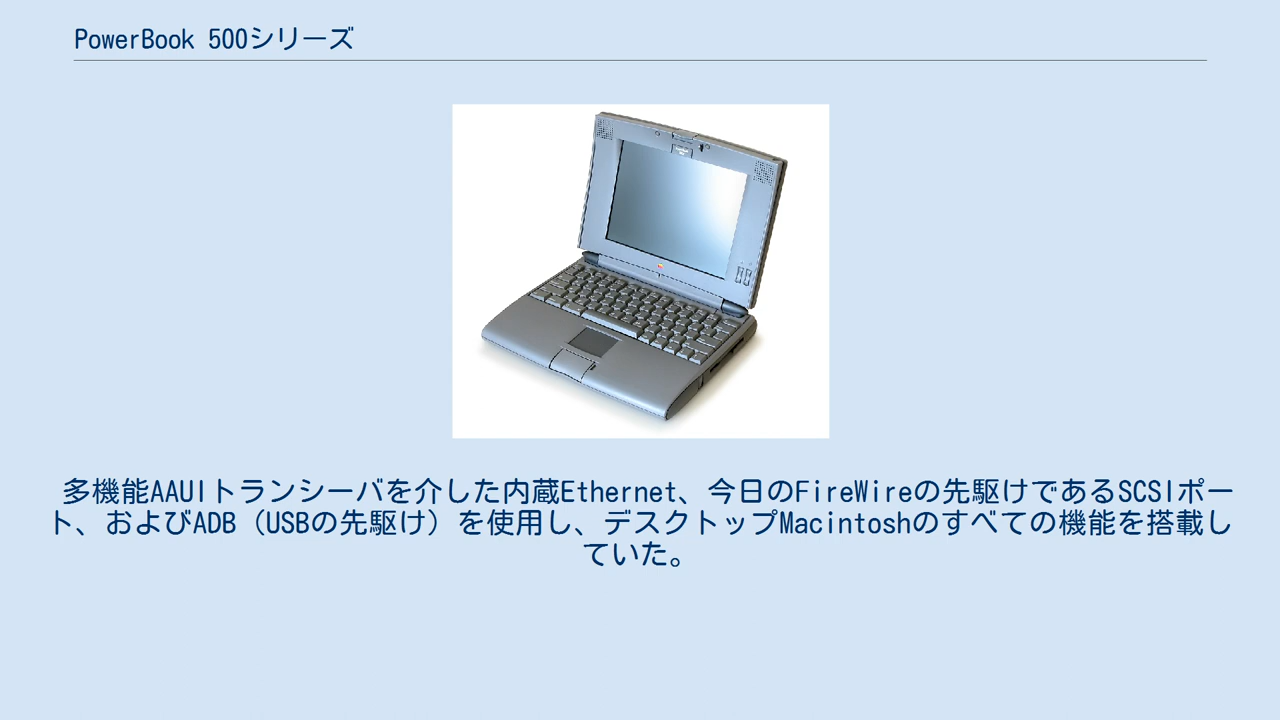 PowerBook 500シリーズ
多機能AAUIトランシーバを介した内蔵Ethernet、今日のFireWireの先駆けであるSCSIポー
ト、およびADB（USBの先駆け）を使用し、デスクトップMacintoshのすべての機能を搭載し
ていた。